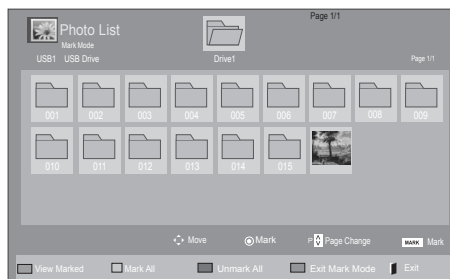 Page 1/1
Photo List
Mark Mode
USB1 USB Drive Drive1 Page 1/1
001 002 003 004 005 006 007 008 009
010 011 012 013 014 015
Move Mark P Page Change MARK Mark
View Marked Mark All Unmark All Exit Mark Mode Exit